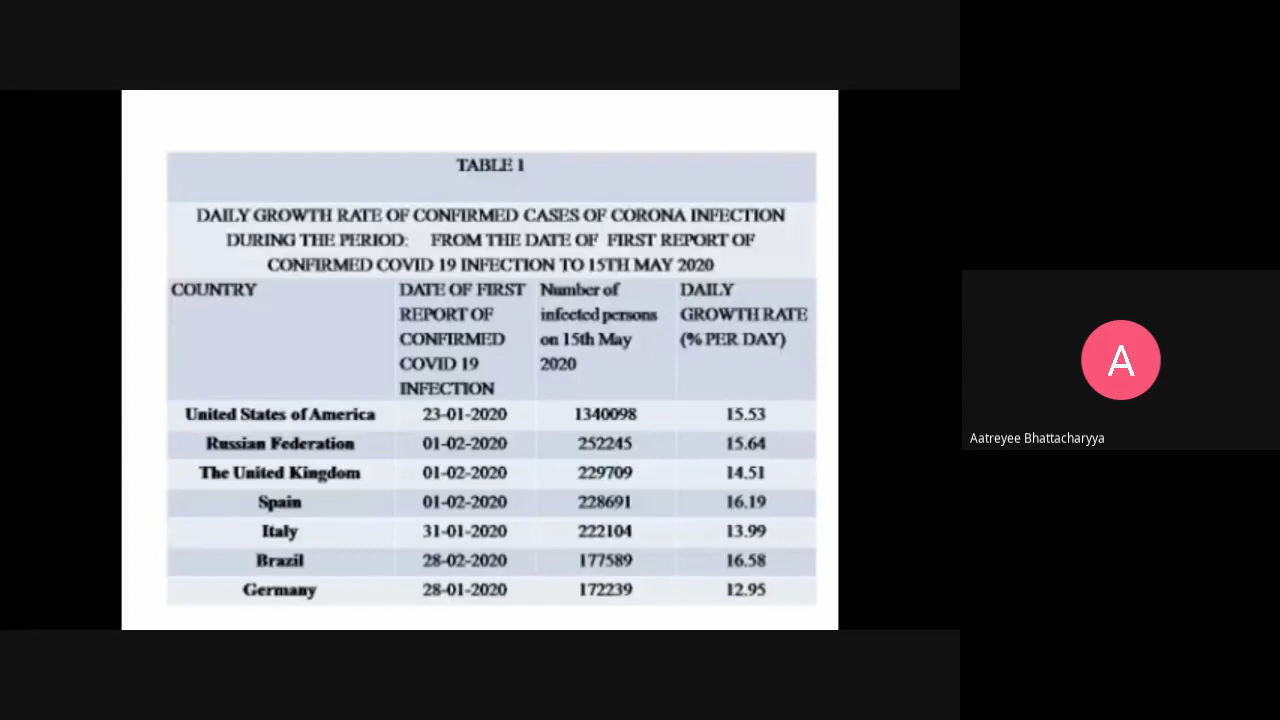 TABLE 1
DAILY GROWTH RATE OF CONFIRMED CASES OF CORONA INFECTION
DURING THE PERIOD: FROM THE DATE OF FIRST REPORT OF
CONFIRMED COVID 19 INFECTION TO 15TH MAY 2020
COUNTRY
DATE OF FIRST
REPORT OF
CONFIRMED
COVID 19
INFECTION
Number of
infected persons
on 15th May
2020
DAILY
GROWTH RATE
(% PER DAY)
United States of America 23-01-2020 1340098 15.53
Russian Federation 01-02-2020 252245 15.64
The United Kingdom 01-02-2020 229709 14.51
Spain 01-02-2020 228691 16.19
Italy 31-01-2020 222104 13.99
Brazil 28-02-2020 177589 16.58
Germany 28-01-2020 172239 12.95
A
Aatreyee Bhattacharyya